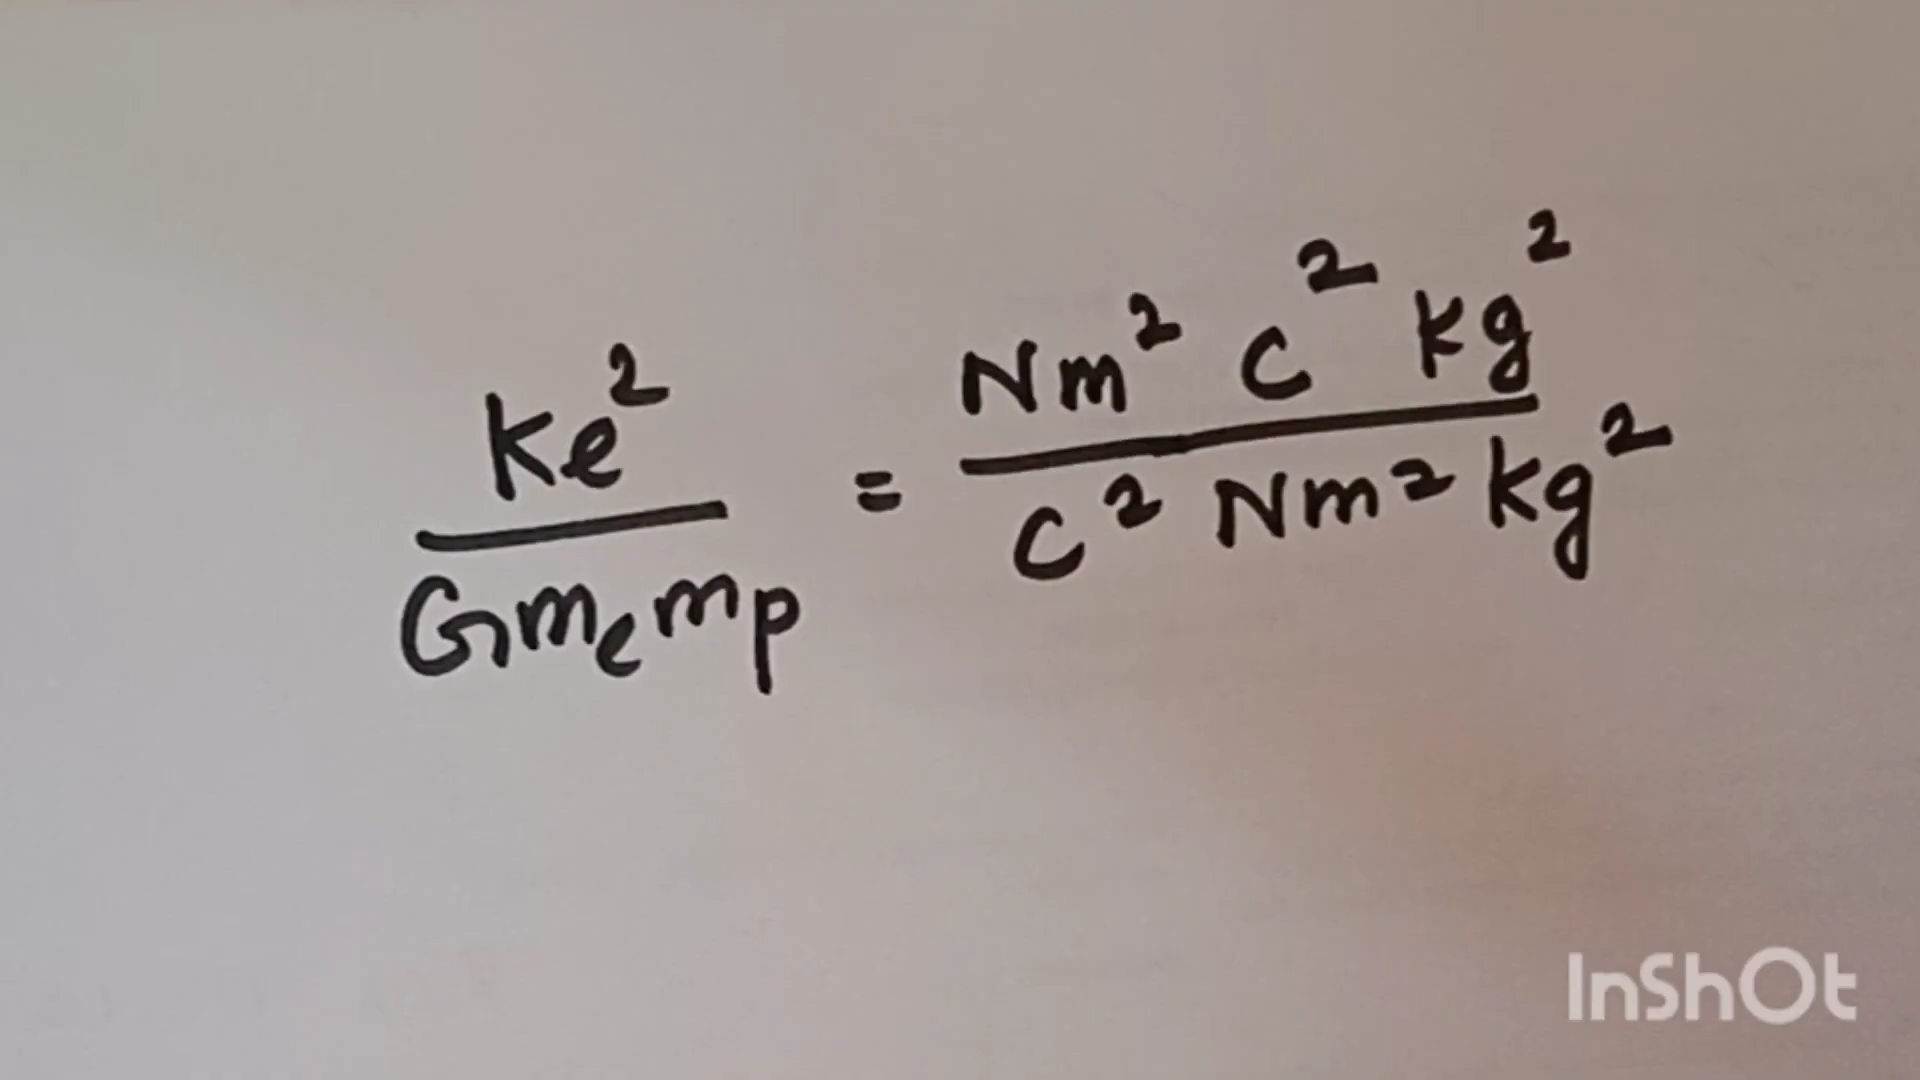 Ke² / Gmₑmp = Nm² C² kg² / C² Nm² kg²
InShOt